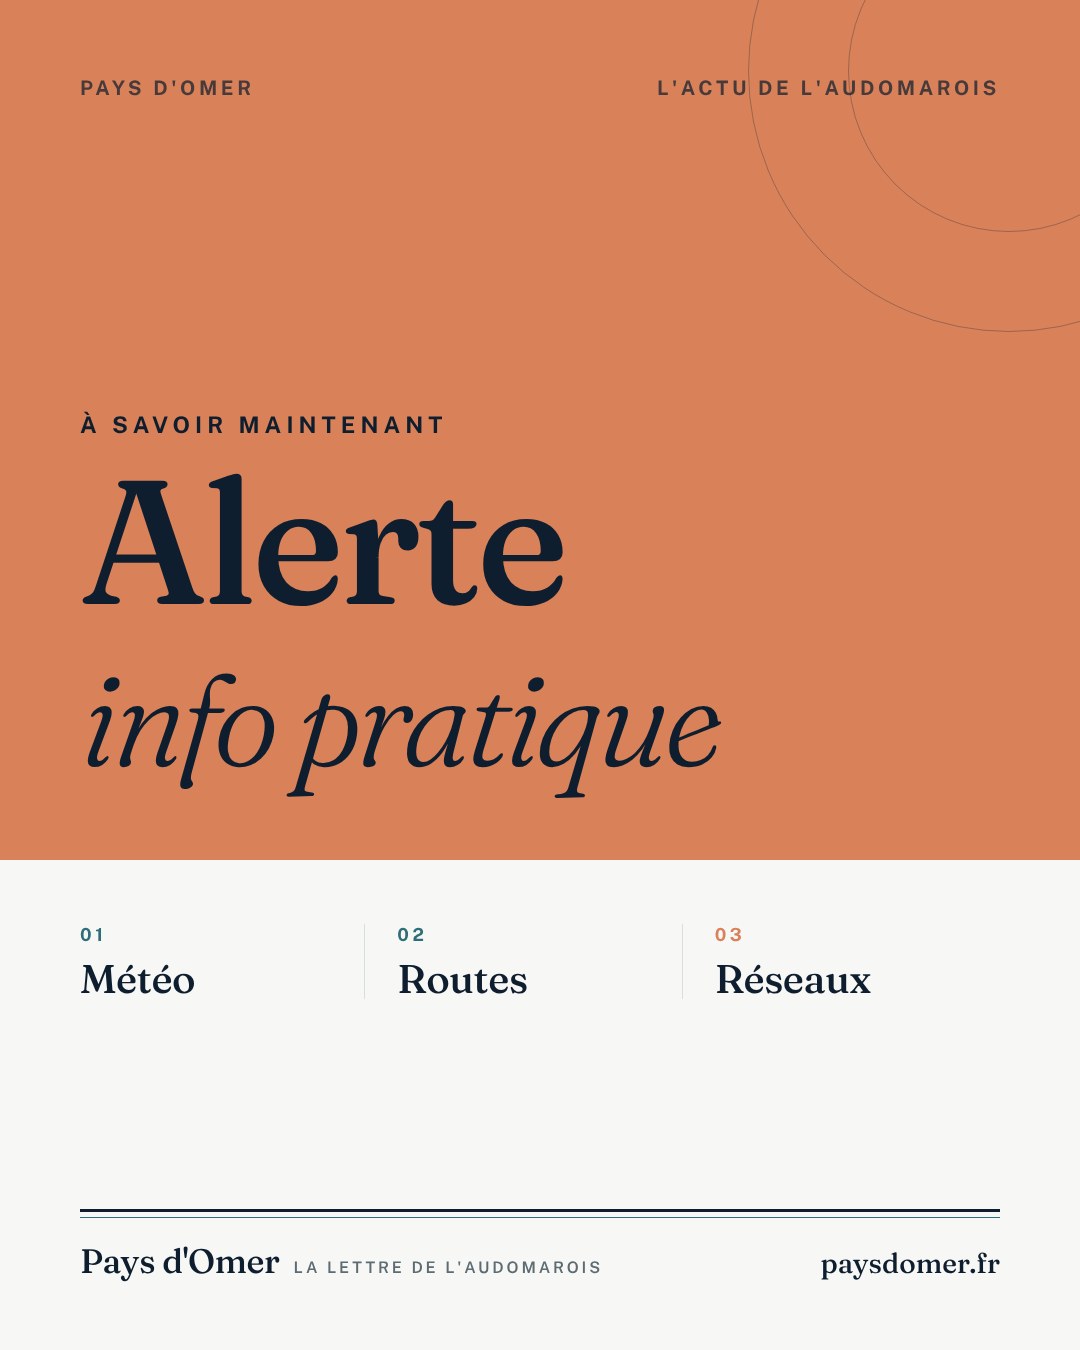 PAYS D'OMER
L'ACTU DE L'AUDOMAROIS
À SAVOIR MAINTENANT
Alerte
info pratique
01
Météo
02
Routes
03
Réseaux
Pays d'Omer LA LETTRE DE L'AUDOMAROIS
paysdomer.fr